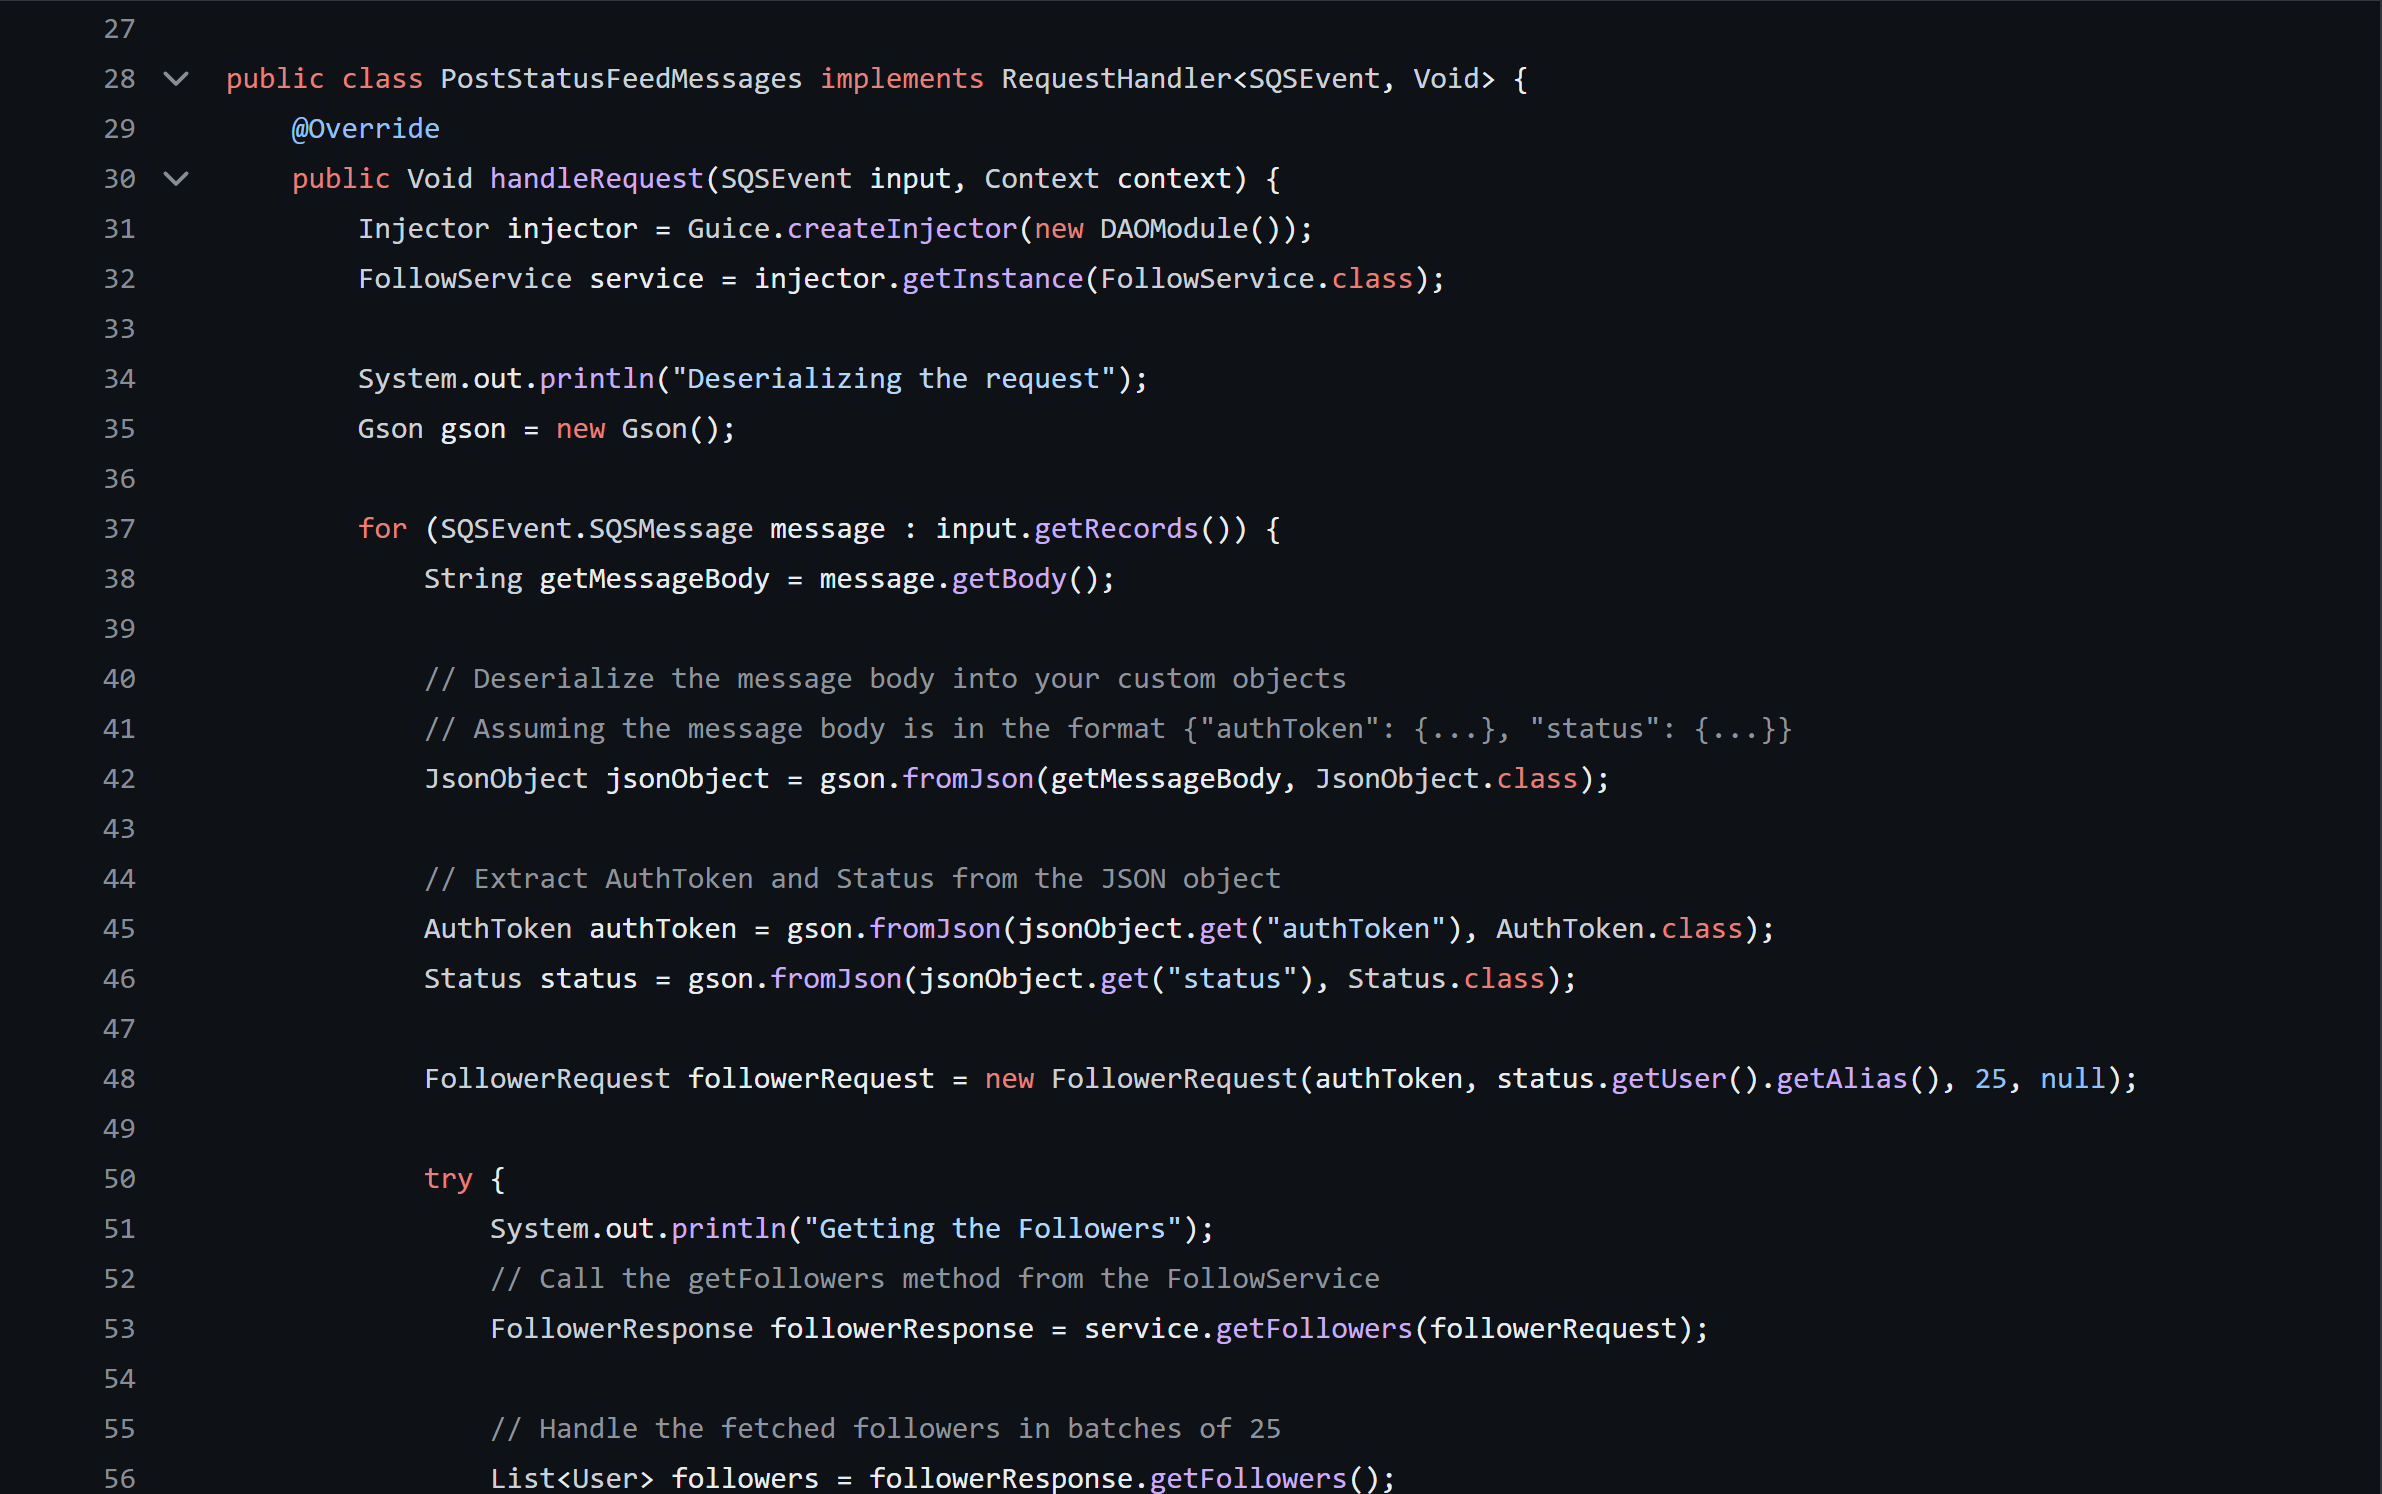 27
28 public class PostStatusFeedMessages implements RequestHandler<SQSEvent, Void> {
29     @Override
30     public Void handleRequest(SQSEvent input, Context context) {
31         Injector injector = Guice.createInjector(new DAOModule());
32         FollowService service = injector.getInstance(FollowService.class);
33
34         System.out.println("Deserializing the request");
35         Gson gson = new Gson();
36
37         for (SQSEvent.SQSMessage message : input.getRecords()) {
38             String getMessageBody = message.getBody();
39
40             // Deserialize the message body into your custom objects
41             // Assuming the message body is in the format {"authToken": {...}, "status": {...}}
42             JsonObject jsonObject = gson.fromJson(getMessageBody, JsonObject.class);
43
44             // Extract AuthToken and Status from the JSON object
45             AuthToken authToken = gson.fromJson(jsonObject.get("authToken"), AuthToken.class);
46             Status status = gson.fromJson(jsonObject.get("status"), Status.class);
47
48             FollowerRequest followerRequest = new FollowerRequest(authToken, status.getUser().getAlias(), 25, null);
49
50             try {
51                 System.out.println("Getting the Followers");
52                 // Call the getFollowers method from the FollowService
53                 FollowerResponse followerResponse = service.getFollowers(followerRequest);
54
55                 // Handle the fetched followers in batches of 25
56                 List<User> followers = followerResponse.getFollowers();